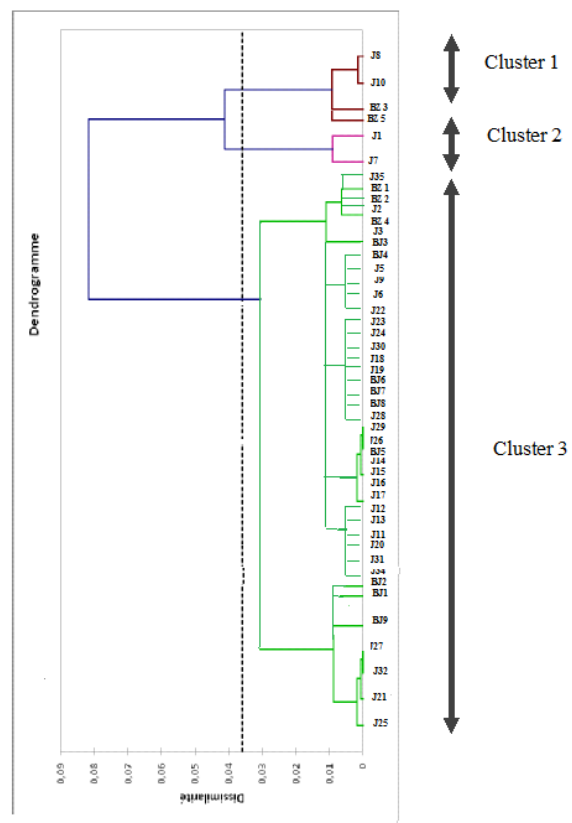 Dendrogramme
J8
J10
BZ 3
BZ 5
J1
J7
J35
BZ 1
BZ 2
J2
BZ 4
J3
BJ3
BJ4
J5
J9
J6
J22
J23
J24
J30
J18
J19
BJ6
BJ7
BJ8
J28
J29
J26
BJ5
J14
J15
J16
J17
J12
J13
J11
J20
J31
J34
BJ2
BJ1
BJ9
J27
J32
J21
J25
Cluster 1
Cluster 2
Cluster 3
0,09
0,08
0,07
0,06
0,05
0,04
0,03
0,02
0,01
0
Dissimilarité